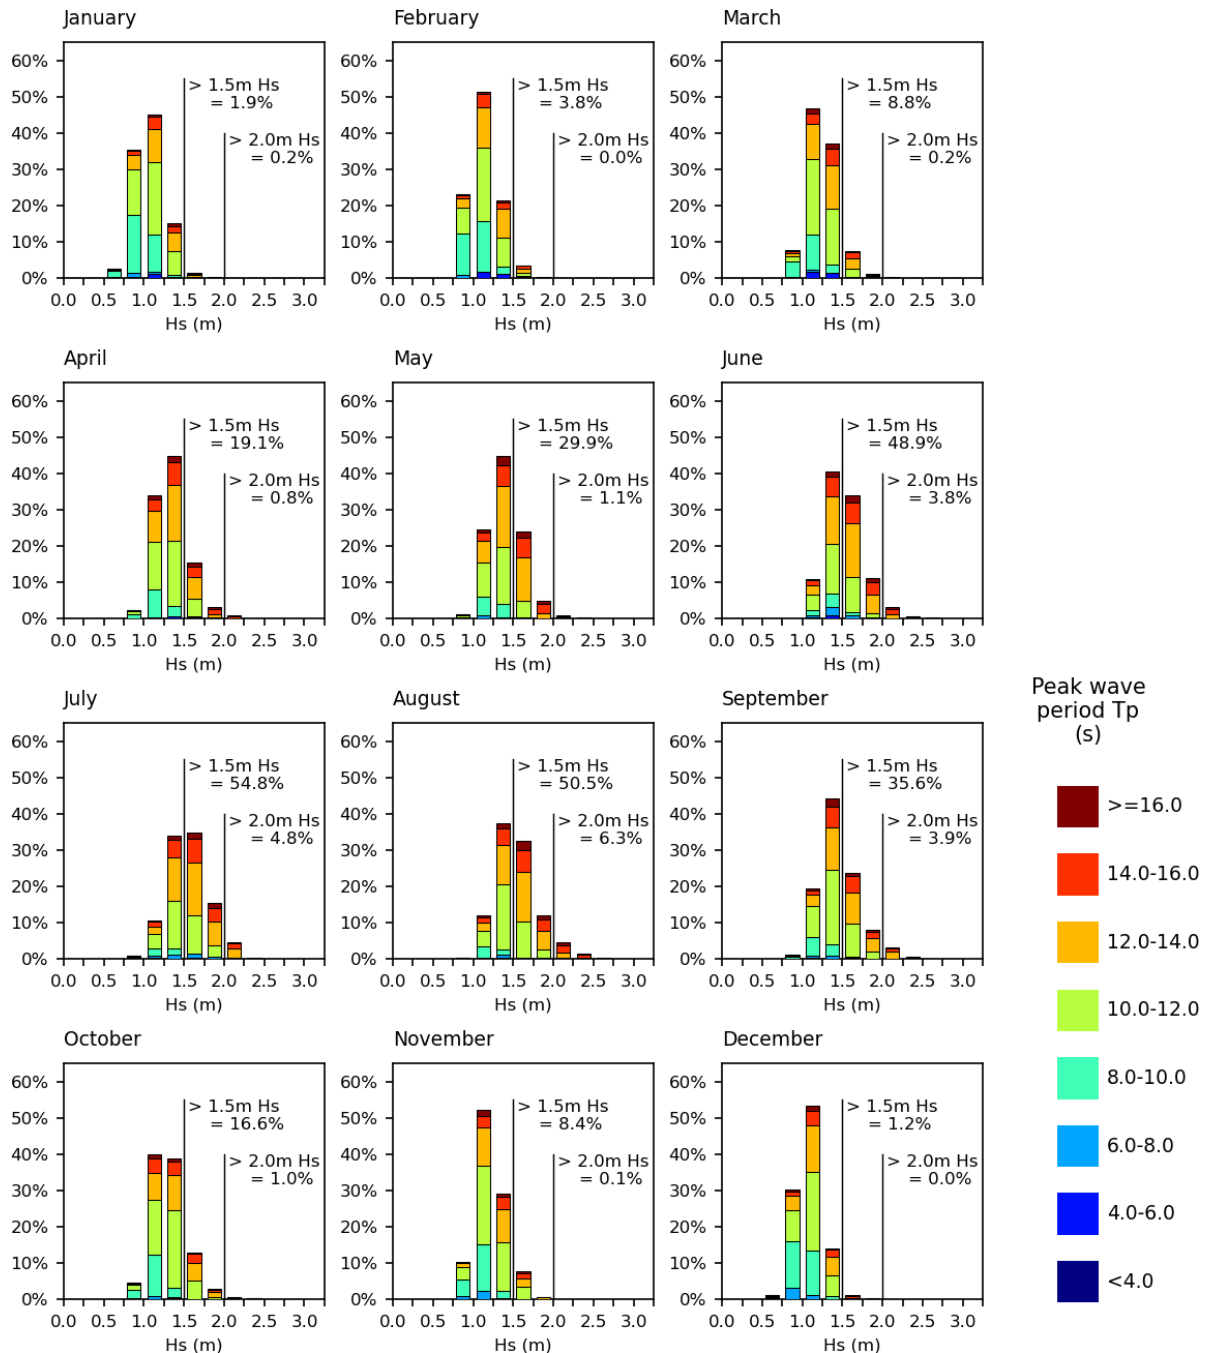 January
60%
50%
40%
30%
20%
10%
0%
> 1.5m Hs
= 1.9%
> 2.0m Hs
= 0.2%
0.0 0.5 1.0 1.5 2.0 2.5 3.0
Hs (m)
February
60%
50%
40%
30%
20%
10%
0%
> 1.5m Hs
= 3.8%
> 2.0m Hs
= 0.0%
0.0 0.5 1.0 1.5 2.0 2.5 3.0
Hs (m)
March
60%
50%
40%
30%
20%
10%
0%
> 1.5m Hs
= 8.8%
> 2.0m Hs
= 0.2%
0.0 0.5 1.0 1.5 2.0 2.5 3.0
Hs (m)
April
60%
50%
40%
30%
20%
10%
0%
> 1.5m Hs
= 19.1%
> 2.0m Hs
= 0.8%
0.0 0.5 1.0 1.5 2.0 2.5 3.0
Hs (m)
May
60%
50%
40%
30%
20%
10%
0%
> 1.5m Hs
= 29.9%
> 2.0m Hs
= 1.1%
0.0 0.5 1.0 1.5 2.0 2.5 3.0
Hs (m)
June
60%
50%
40%
30%
20%
10%
0%
> 1.5m Hs
= 48.9%
> 2.0m Hs
= 3.8%
0.0 0.5 1.0 1.5 2.0 2.5 3.0
Hs (m)
July
60%
50%
40%
30%
20%
10%
0%
> 1.5m Hs
= 54.8%
> 2.0m Hs
= 4.8%
0.0 0.5 1.0 1.5 2.0 2.5 3.0
Hs (m)
August
60%
50%
40%
30%
20%
10%
0%
> 1.5m Hs
= 50.5%
> 2.0m Hs
= 6.3%
0.0 0.5 1.0 1.5 2.0 2.5 3.0
Hs (m)
September
60%
50%
40%
30%
20%
10%
0%
> 1.5m Hs
= 35.6%
> 2.0m Hs
= 3.9%
0.0 0.5 1.0 1.5 2.0 2.5 3.0
Hs (m)
October
60%
50%
40%
30%
20%
10%
0%
> 1.5m Hs
= 16.6%
> 2.0m Hs
= 1.0%
0.0 0.5 1.0 1.5 2.0 2.5 3.0
Hs (m)
November
60%
50%
40%
30%
20%
10%
0%
> 1.5m Hs
= 8.4%
> 2.0m Hs
= 0.1%
0.0 0.5 1.0 1.5 2.0 2.5 3.0
Hs (m)
December
60%
50%
40%
30%
20%
10%
0%
> 1.5m Hs
= 1.2%
> 2.0m Hs
= 0.0%
0.0 0.5 1.0 1.5 2.0 2.5 3.0
Hs (m)
Peak wave
period Tp
(s)
>=16.0
14.0-16.0
12.0-14.0
10.0-12.0
8.0-10.0
6.0-8.0
4.0-6.0
<4.0